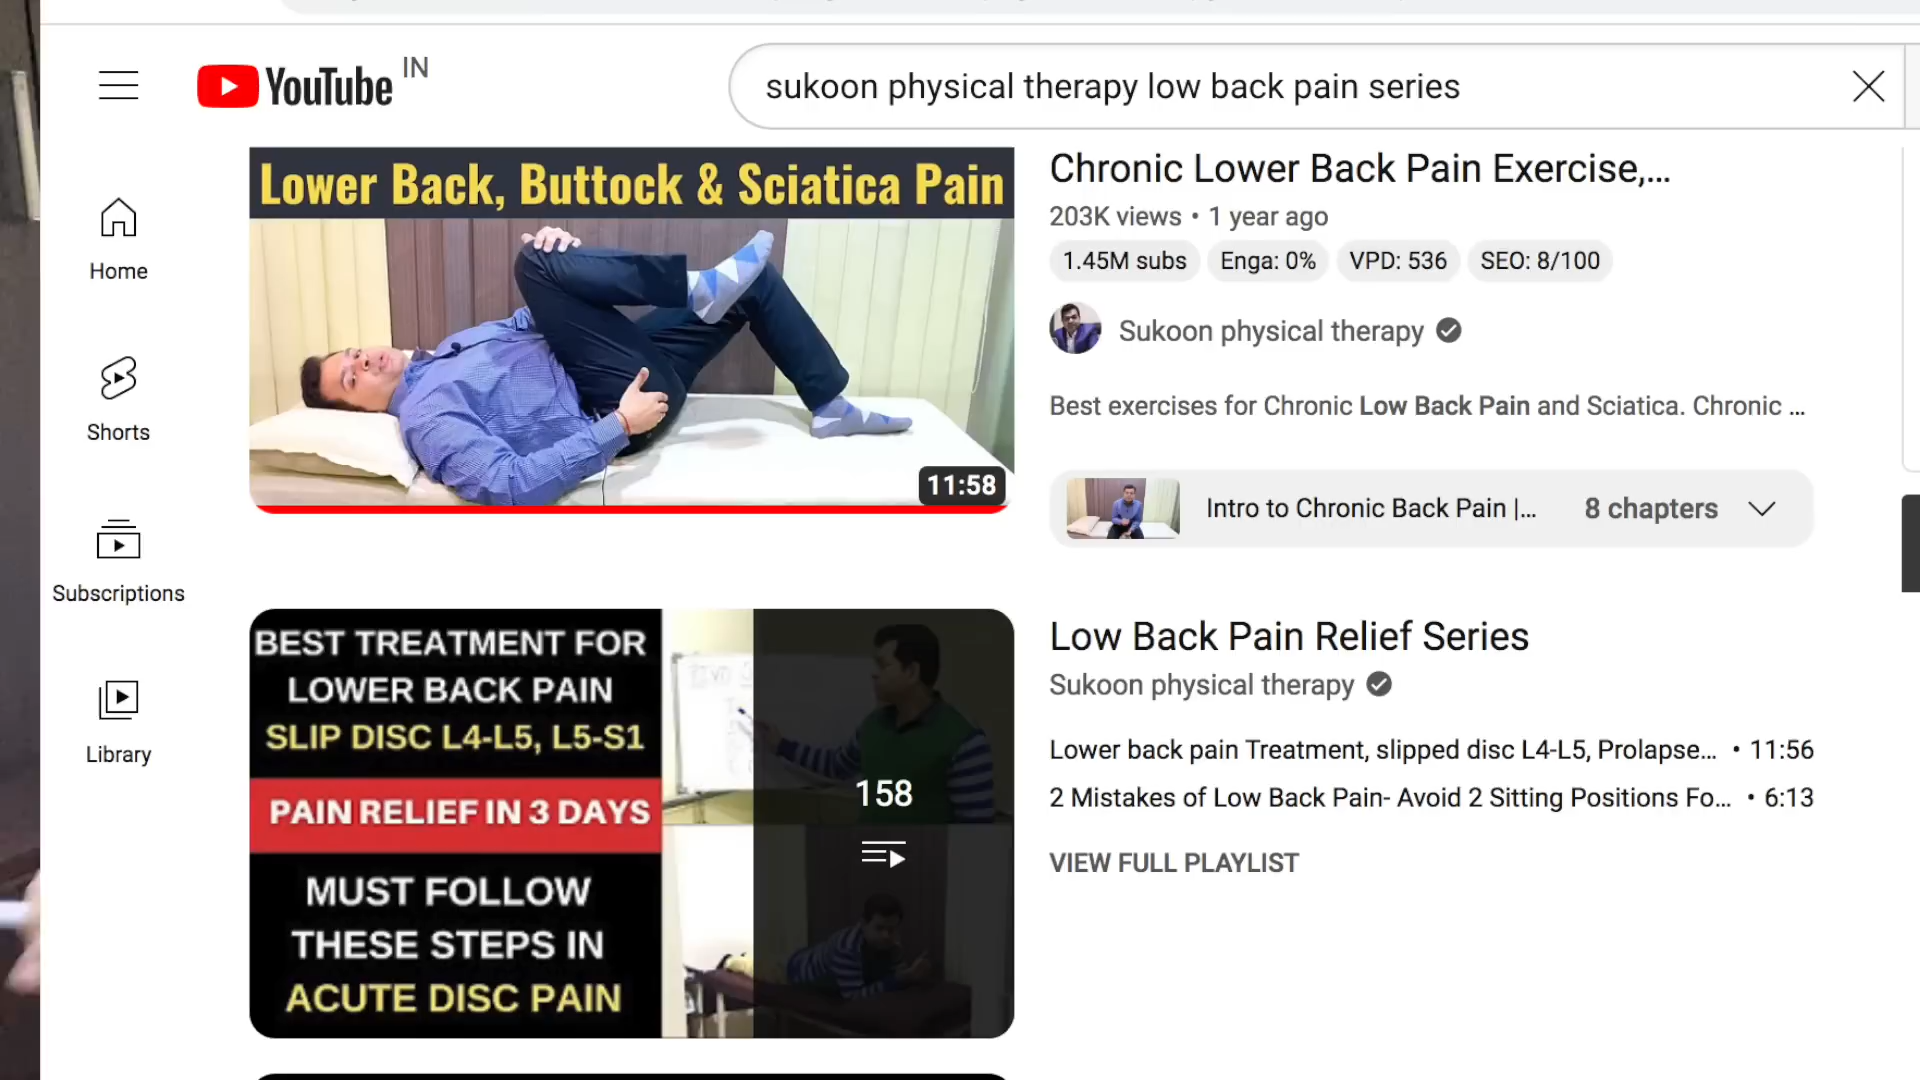 YouTube IN
sukoon physical therapy low back pain series
Home
Shorts
Subscriptions
Library
Lower Back, Buttock & Sciatica Pain
11:58
Chronic Lower Back Pain Exercise,...
203K views • 1 year ago
1.45M subs Enga: 0% VPD: 536 SEO: 8/100
Sukoon physical therapy
Best exercises for Chronic Low Back Pain and Sciatica. Chronic ...
Intro to Chronic Back Pain |... 8 chapters
BEST TREATMENT FOR
LOWER BACK PAIN
SLIP DISC L4-L5, L5-S1
PAIN RELIEF IN 3 DAYS
MUST FOLLOW
THESE STEPS IN
ACUTE DISC PAIN
158
Low Back Pain Relief Series
Sukoon physical therapy
Lower back pain Treatment, slipped disc L4-L5, Prolapse... • 11:56
2 Mistakes of Low Back Pain- Avoid 2 Sitting Positions Fo... • 6:13
VIEW FULL PLAYLIST